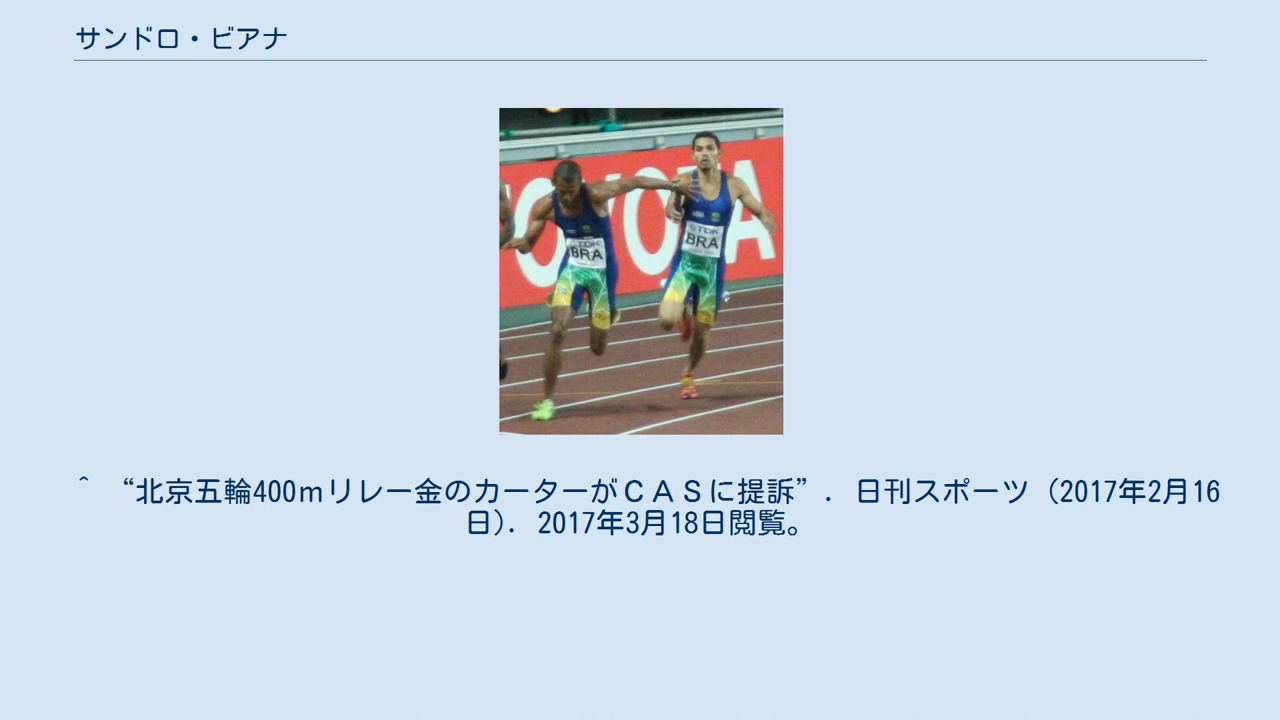 サンドロ・ビアナ
TOYOTA
TDK
BRA
TDK
BRA
^ “北京五輪400ｍリレー金のカーターがＣＡＳに提訴”. 日刊スポーツ (2017年2月16
日). 2017年3月18日閲覧。